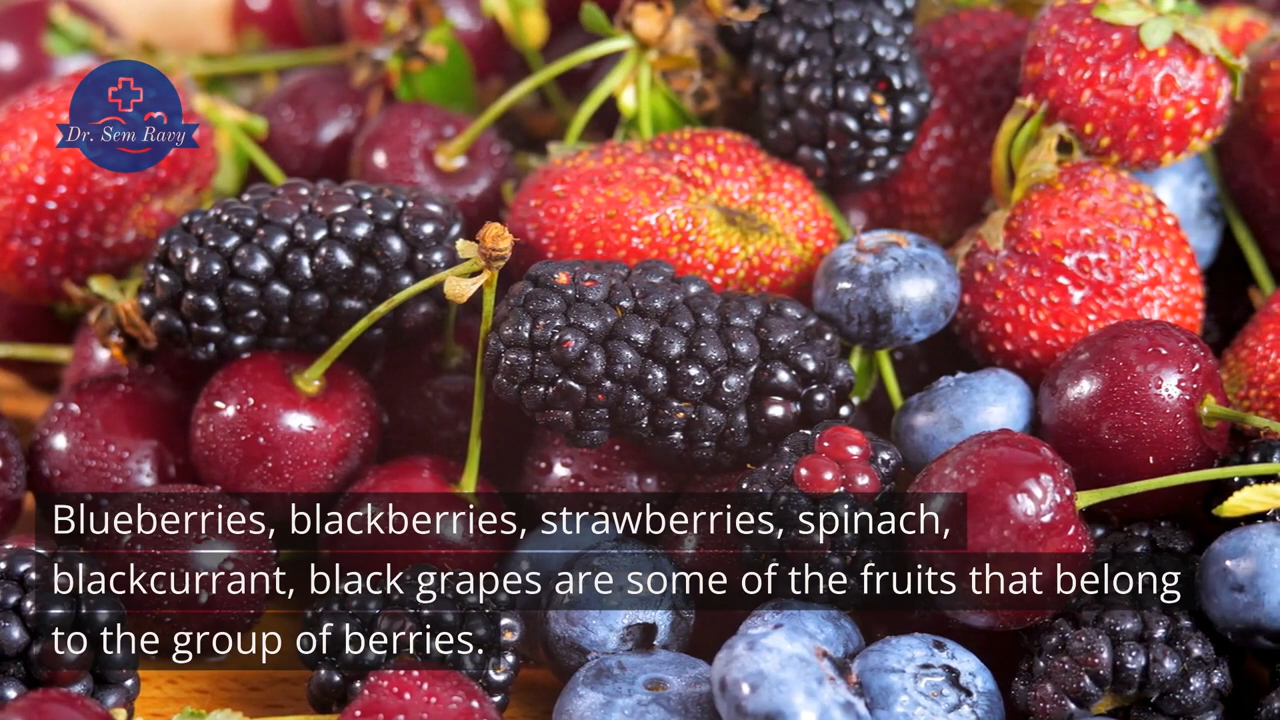 Dr. Sem Ravy
Blueberries, blackberries, strawberries, spinach,
blackcurrant, black grapes are some of the fruits that belong
to the group of berries.